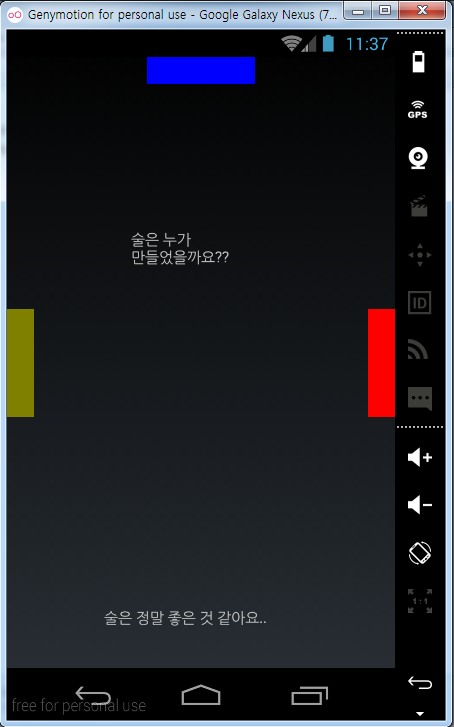 Genymotion for personal use - Google Galaxy Nexus (7...
11:37
GPS
술은 누가
만들었을까요??
ID
술은 정말 좋은 것 같아요..
1:1
free for personal use